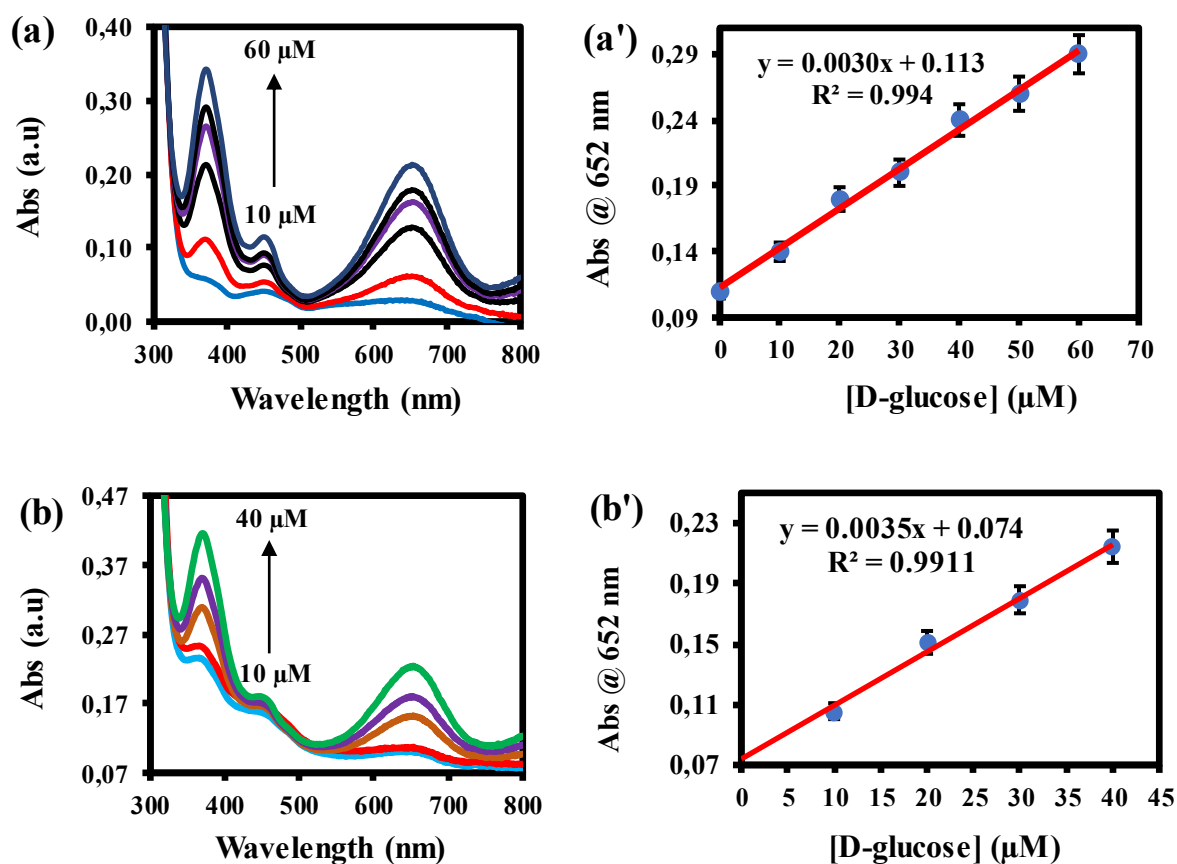 (a)
0,40
0,30
0,20
0,10
0,00
Abs (a.u)
60 μM
10 μM
300 400 500 600 700 800
Wavelength (nm)
(a')
0,29
0,24
0,19
0,14
0,09
Abs @ 652 nm
y = 0.0030x + 0.113
R² = 0.994
0 10 20 30 40 50 60 70
[D-glucose] (μM)
(b)
0,47
0,37
0,27
0,17
0,07
Abs (a.u)
40 μM
10 μM
300 400 500 600 700 800
Wavelength (nm)
(b')
0,23
0,19
0,15
0,11
0,07
Abs @ 652 nm
y = 0.0035x + 0.074
R² = 0.9911
0 5 10 15 20 25 30 35 40 45
[D-glucose] (μM)